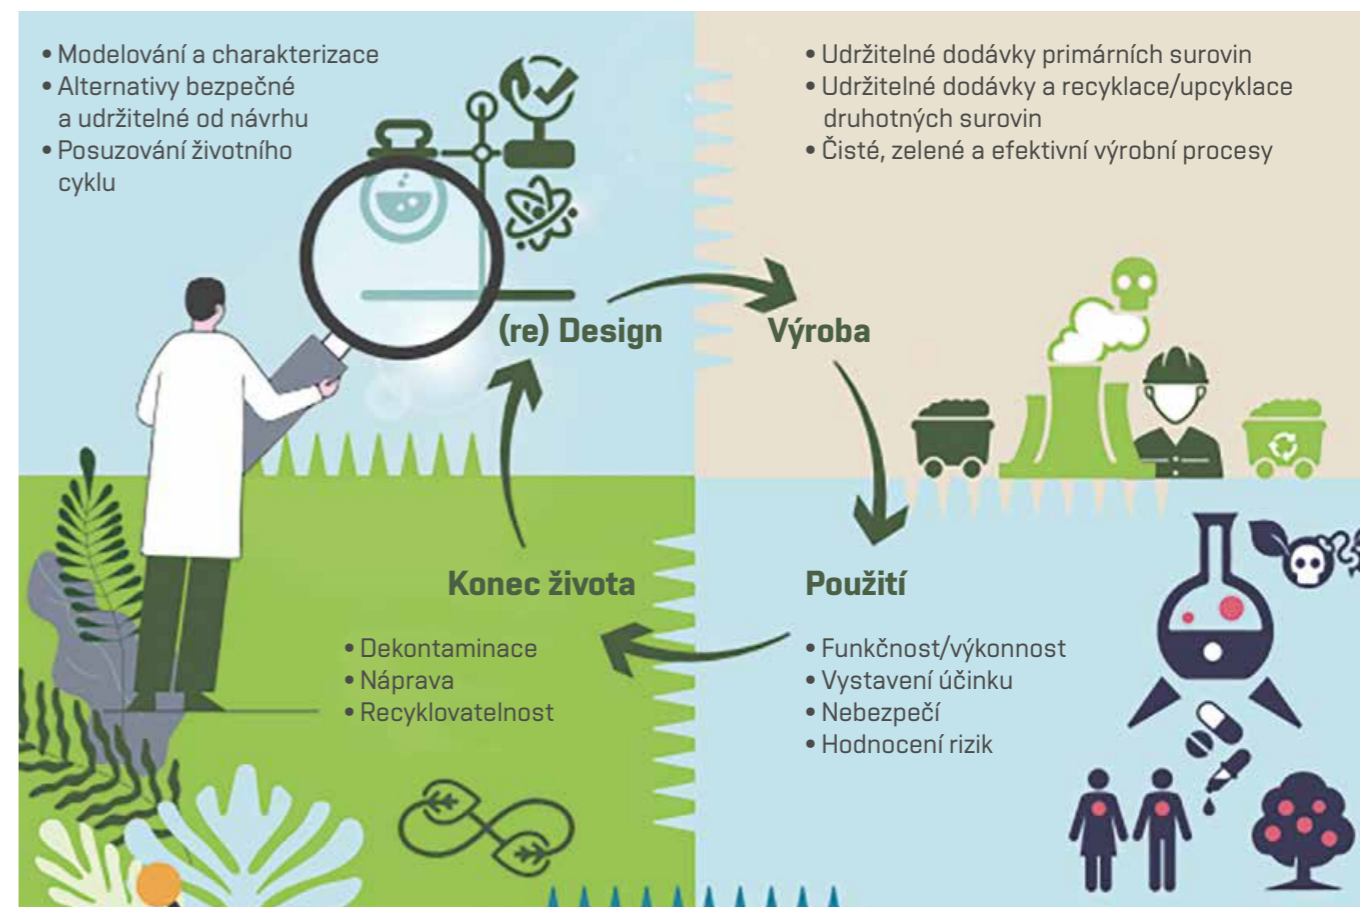 • Modelování a charakterizace
• Alternativy bezpečné
a udržitelné od návrhu
• Posuzování životního
cyklu
• Udržitelné dodávky primárních surovin
• Udržitelné dodávky a recyklace/upcyklace
druhotných surovin
• Čisté, zelené a efektivní výrobní procesy
(re) Design
Výroba
Konec života
• Dekontaminace
• Náprava
• Recyklovatelnost
Použití
• Funkčnost/výkonnost
• Vystavení účinku
• Nebezpečí
• Hodnocení rizik